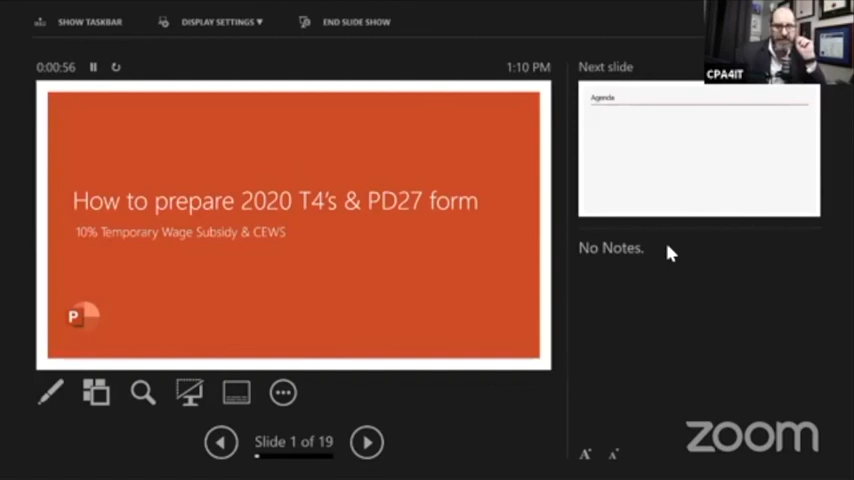 SHOW TASKBAR
DISPLAY SETTINGS ▼
END SLIDE SHOW
0:00:56
1:10 PM
How to prepare 2020 T4's & PD27 form
10% Temporary Wage Subsidy & CEWS
P
Slide 1 of 19
CPA4IT
Next slide
Agenda
No Notes.
A
A
zoom